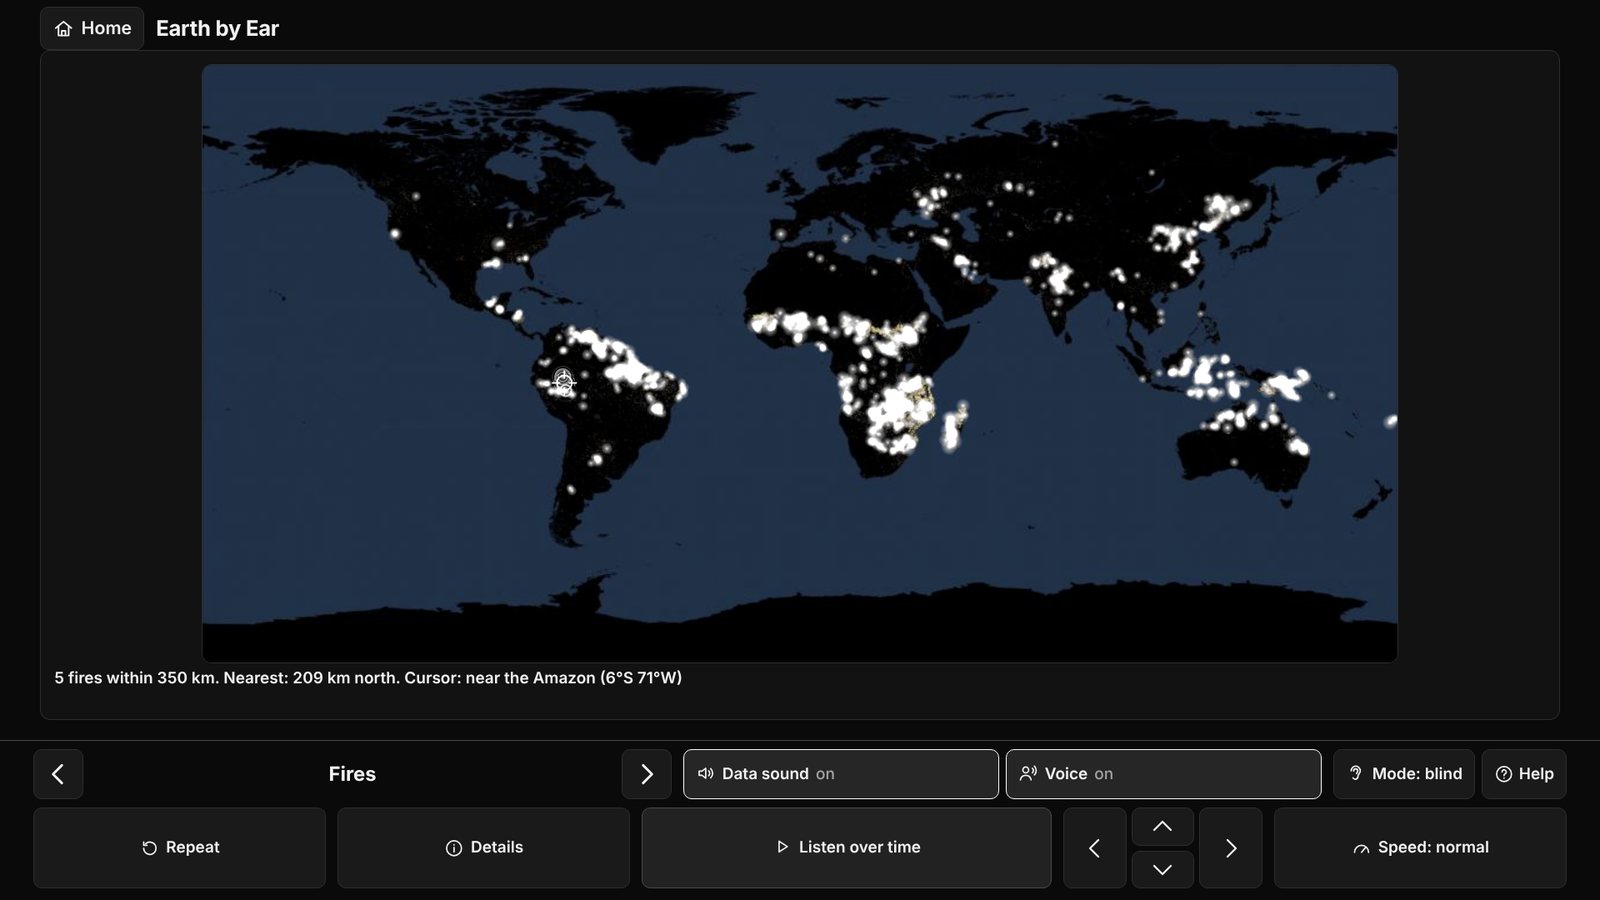 Home
Earth by Ear
5 fires within 350 km. Nearest: 209 km north. Cursor: near the Amazon (6°S 71°W)
Fires
Data sound on
Voice on
Mode: blind
Help
Repeat
Details
Listen over time
Speed: normal